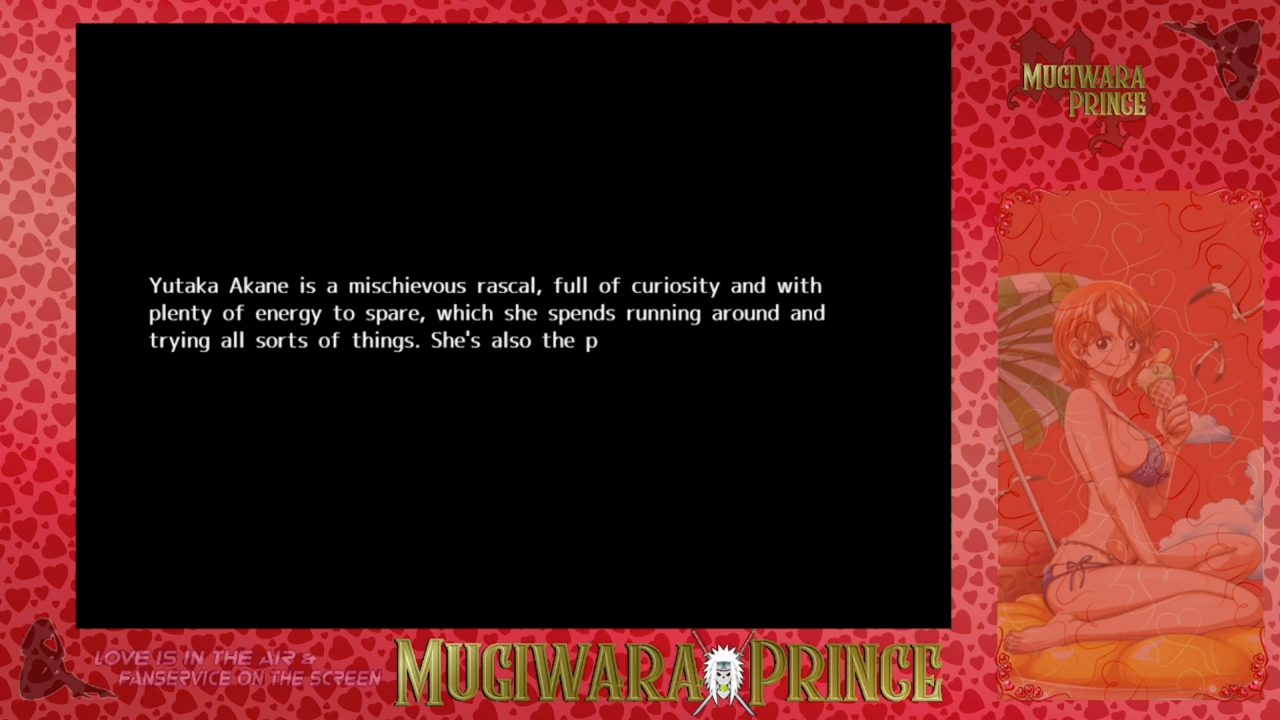 Yutaka Akane is a mischievous rascal, full of curiosity and with
plenty of energy to spare, which she spends running around and
trying all sorts of things. She's also the p
MUGIWARA
PRINCE
LOVE IS IN THE AIR &
FANSERVICE ON THE SCREEN
MUGIWARA PRINCE